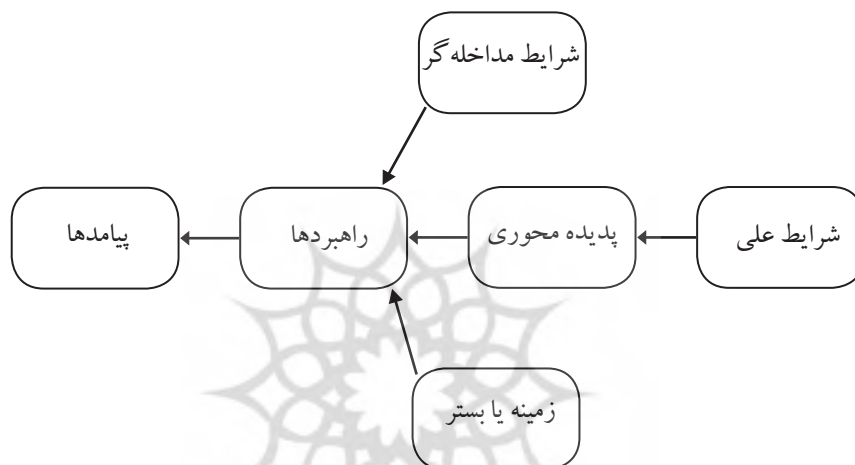 شرایط مداخله‌گر
شرایط علی
پدیده محوری
راهبردها
پیامدها
زمینه یا بستر